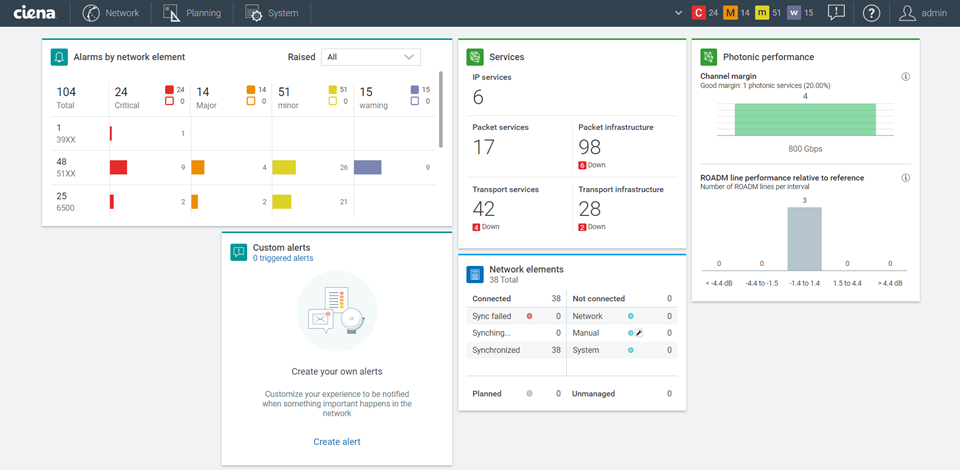 ciena Network Planning System C 24 M 14 m 51 w 15 ? admin
Alarms by network element Raised All
104 24 24 14 14 51 51 15 15
Total Critical 0 Major 0 minor 0 warning 0
1 1
39XX
48 9 4 26 9
51XX
25 2 2 21
6500
Custom alerts
0 triggered alerts
Create your own alerts
Customize your experience to be notified
when something important happens in the
network
Create alert
Services
IP services
6
Packet services Packet infrastructure
17 98
6 Down
Transport services Transport infrastructure
42 28
4 Down 2 Down
Network elements
38 Total
Connected 38 Not connected 0
Sync failed 0 Network 0
Synching... 0 Manual 0
Synchronized 38 System 0
Planned 0 Unmanaged 0
Photonic performance
Channel margin
Good margin: 1 photonic services (20.00%)
4
800 Gbps
ROADM line performance relative to reference
Number of ROADM lines per interval
3
0 0 0 0
< -4.4 dB -4.4 to -1.5 -1.4 to 1.4 1.5 to 4.4 > 4.4 dB